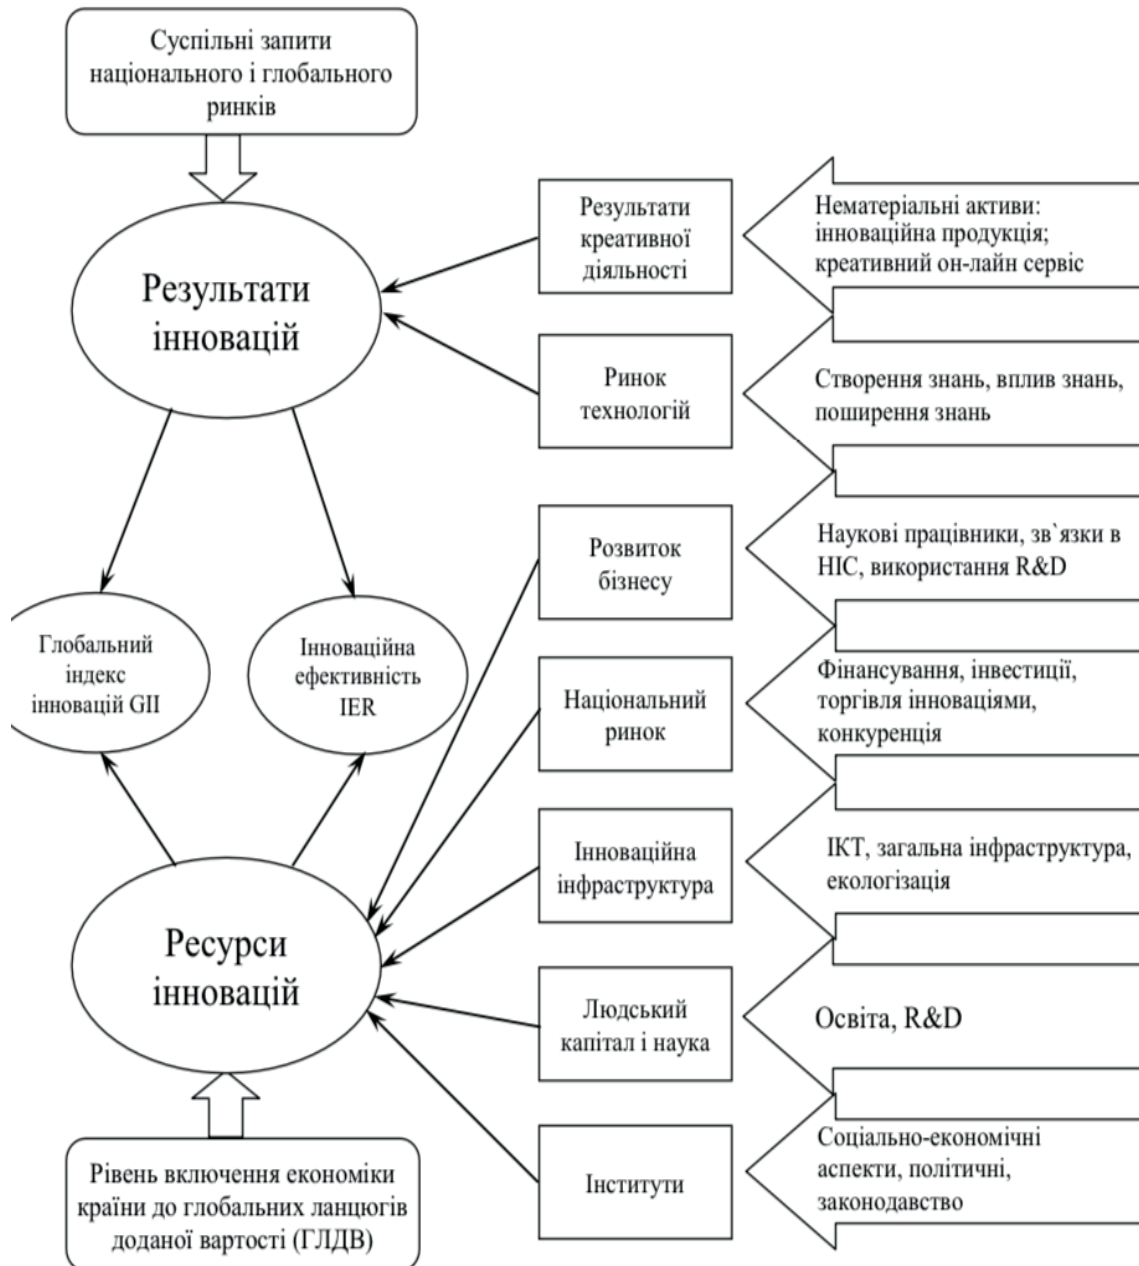 Суспільні запити
національного і глобального
ринків
Результати
інновацій
Глобальний
індекс
інновацій GII
Інноваційна
ефективність
IER
Ресурси
інновацій
Рівень включення економіки
країни до глобальних ланцюгів
доданої вартості (ГЛДВ)
Результати
креативної
діяльності
Нематеріальні активи:
інноваційна продукція;
креативний он-лайн сервіс
Ринок
технологій
Створення знань, вплив знань,
поширення знань
Розвиток
бізнесу
Наукові працівники, зв`язки в
НІС, використання R&D
Національний
ринок
Фінансування, інвестиції,
торгівля інноваціями,
конкуренція
Інноваційна
інфраструктура
ІКТ, загальна інфраструктура,
екологізація
Людський
капітал і наука
Освіта, R&D
Інститути
Соціально-економічні
аспекти, політичні,
законодавство